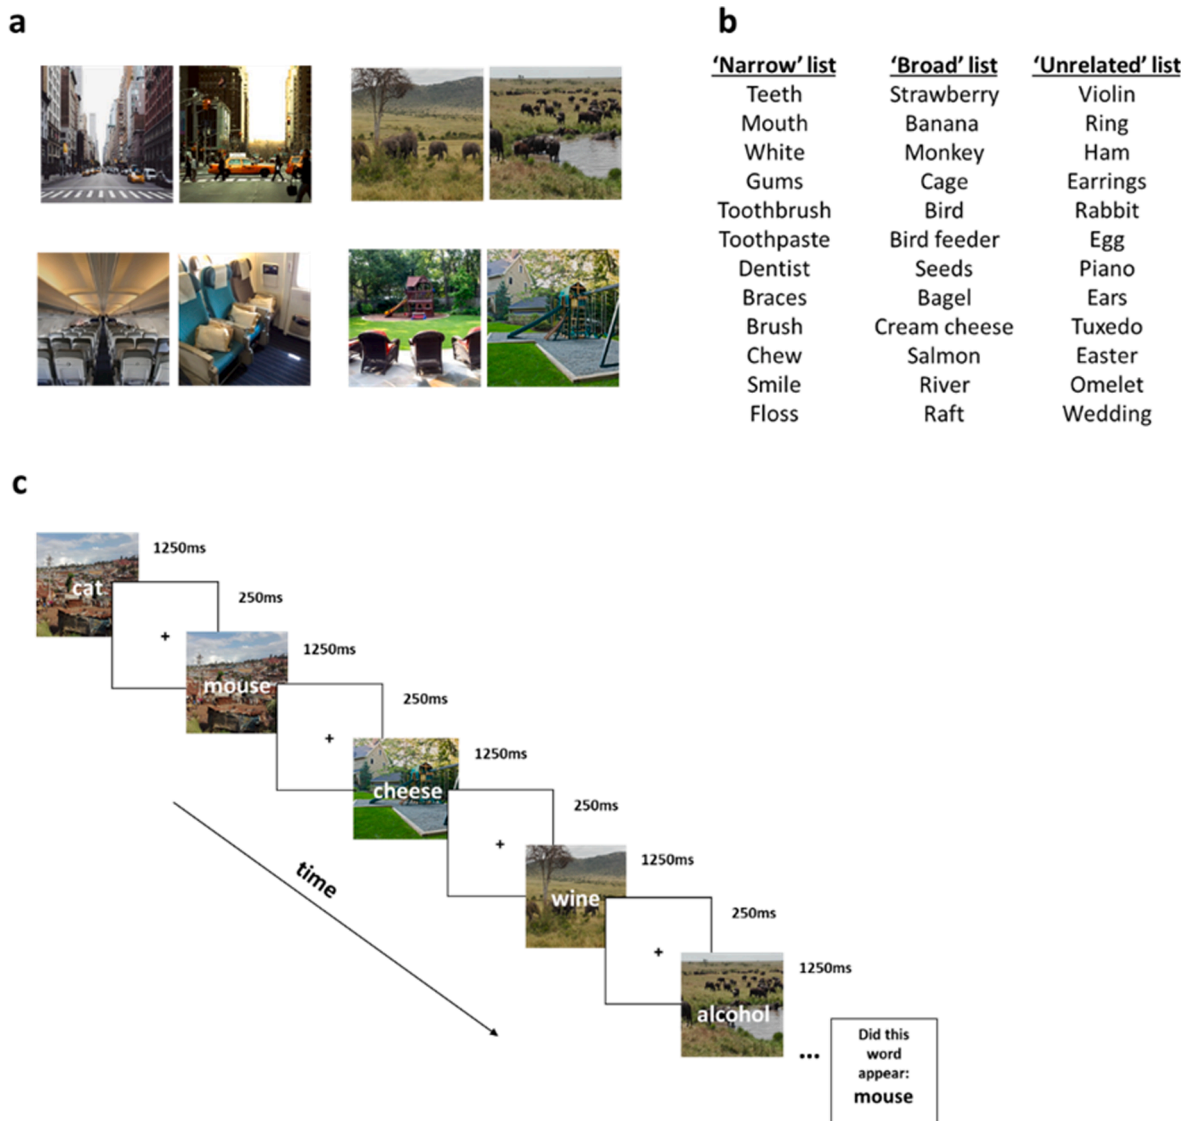 a
b
'Narrow' list
'Broad' list
'Unrelated' list
Teeth
Strawberry
Violin
Mouth
Banana
Ring
White
Monkey
Ham
Gums
Cage
Earrings
Toothbrush
Bird
Rabbit
Toothpaste
Bird feeder
Egg
Dentist
Seeds
Piano
Braces
Bagel
Ears
Brush
Cream cheese
Tuxedo
Chew
Salmon
Easter
Smile
River
Omelet
Floss
Raft
Wedding
c
1250ms
cat
250ms
+
1250ms
mouse
250ms
+
1250ms
cheese
250ms
+
1250ms
wine
250ms
+
1250ms
alcohol
time
...
Did this
word
appear:
mouse